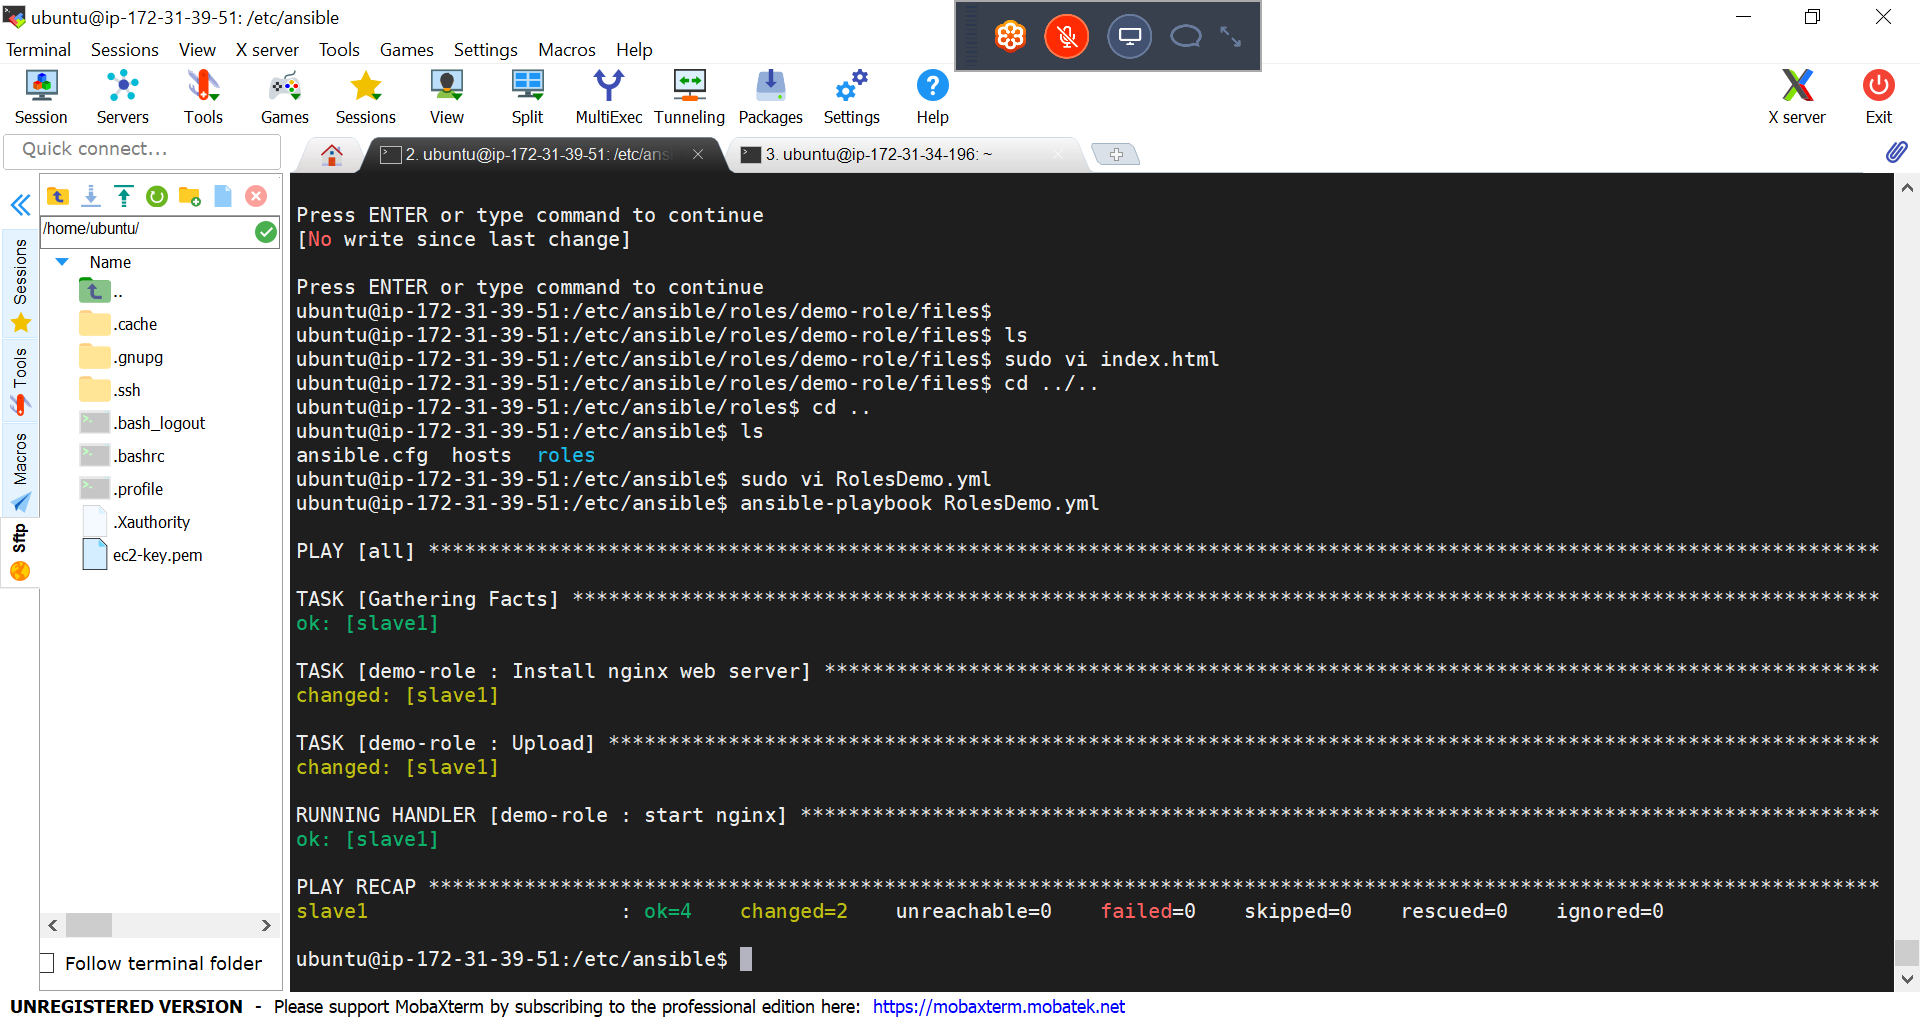 ubuntu@ip-172-31-39-51: /etc/ansible
Terminal Sessions View X server Tools Games Settings Macros Help
Session Servers Tools Games Sessions View Split MultiExec Tunneling Packages Settings Help X server Exit
Quick connect...
2. ubuntu@ip-172-31-39-51: /etc/ans
3. ubuntu@ip-172-31-34-196: ~
/home/ubuntu/
Name
..
.cache
.gnupg
.ssh
.bash_logout
.bashrc
.profile
.Xauthority
ec2-key.pem
Sessions
Tools
Macros
Sftp
Follow terminal folder
Press ENTER or type command to continue
[No write since last change]
Press ENTER or type command to continue
ubuntu@ip-172-31-39-51:/etc/ansible/roles/demo-role/files$
ubuntu@ip-172-31-39-51:/etc/ansible/roles/demo-role/files$ ls
ubuntu@ip-172-31-39-51:/etc/ansible/roles/demo-role/files$ sudo vi index.html
ubuntu@ip-172-31-39-51:/etc/ansible/roles/demo-role/files$ cd ../..
ubuntu@ip-172-31-39-51:/etc/ansible/roles$ cd ..
ubuntu@ip-172-31-39-51:/etc/ansible$ ls
ansible.cfg hosts roles
ubuntu@ip-172-31-39-51:/etc/ansible$ sudo vi RolesDemo.yml
ubuntu@ip-172-31-39-51:/etc/ansible$ ansible-playbook RolesDemo.yml
PLAY [all] *************************************************************************************************************************
TASK [Gathering Facts] *************************************************************************************************************
ok: [slave1]
TASK [demo-role : Install nginx web server] ****************************************************************************************
changed: [slave1]
TASK [demo-role : Upload] **********************************************************************************************************
changed: [slave1]
RUNNING HANDLER [demo-role : start nginx] ******************************************************************************************
ok: [slave1]
PLAY RECAP *************************************************************************************************************************
slave1 : ok=4 changed=2 unreachable=0 failed=0 skipped=0 rescued=0 ignored=0
ubuntu@ip-172-31-39-51:/etc/ansible$
UNREGISTERED VERSION - Please support MobaXterm by subscribing to the professional edition here: https://mobaxterm.mobatek.net